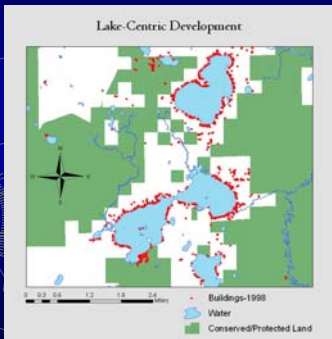 Lake-Centric Development
N
W E
S
0 0.3 0.6 1.2 1.8 2.4
Miles
Buildings-1998
Water
Conserved/Protected Land